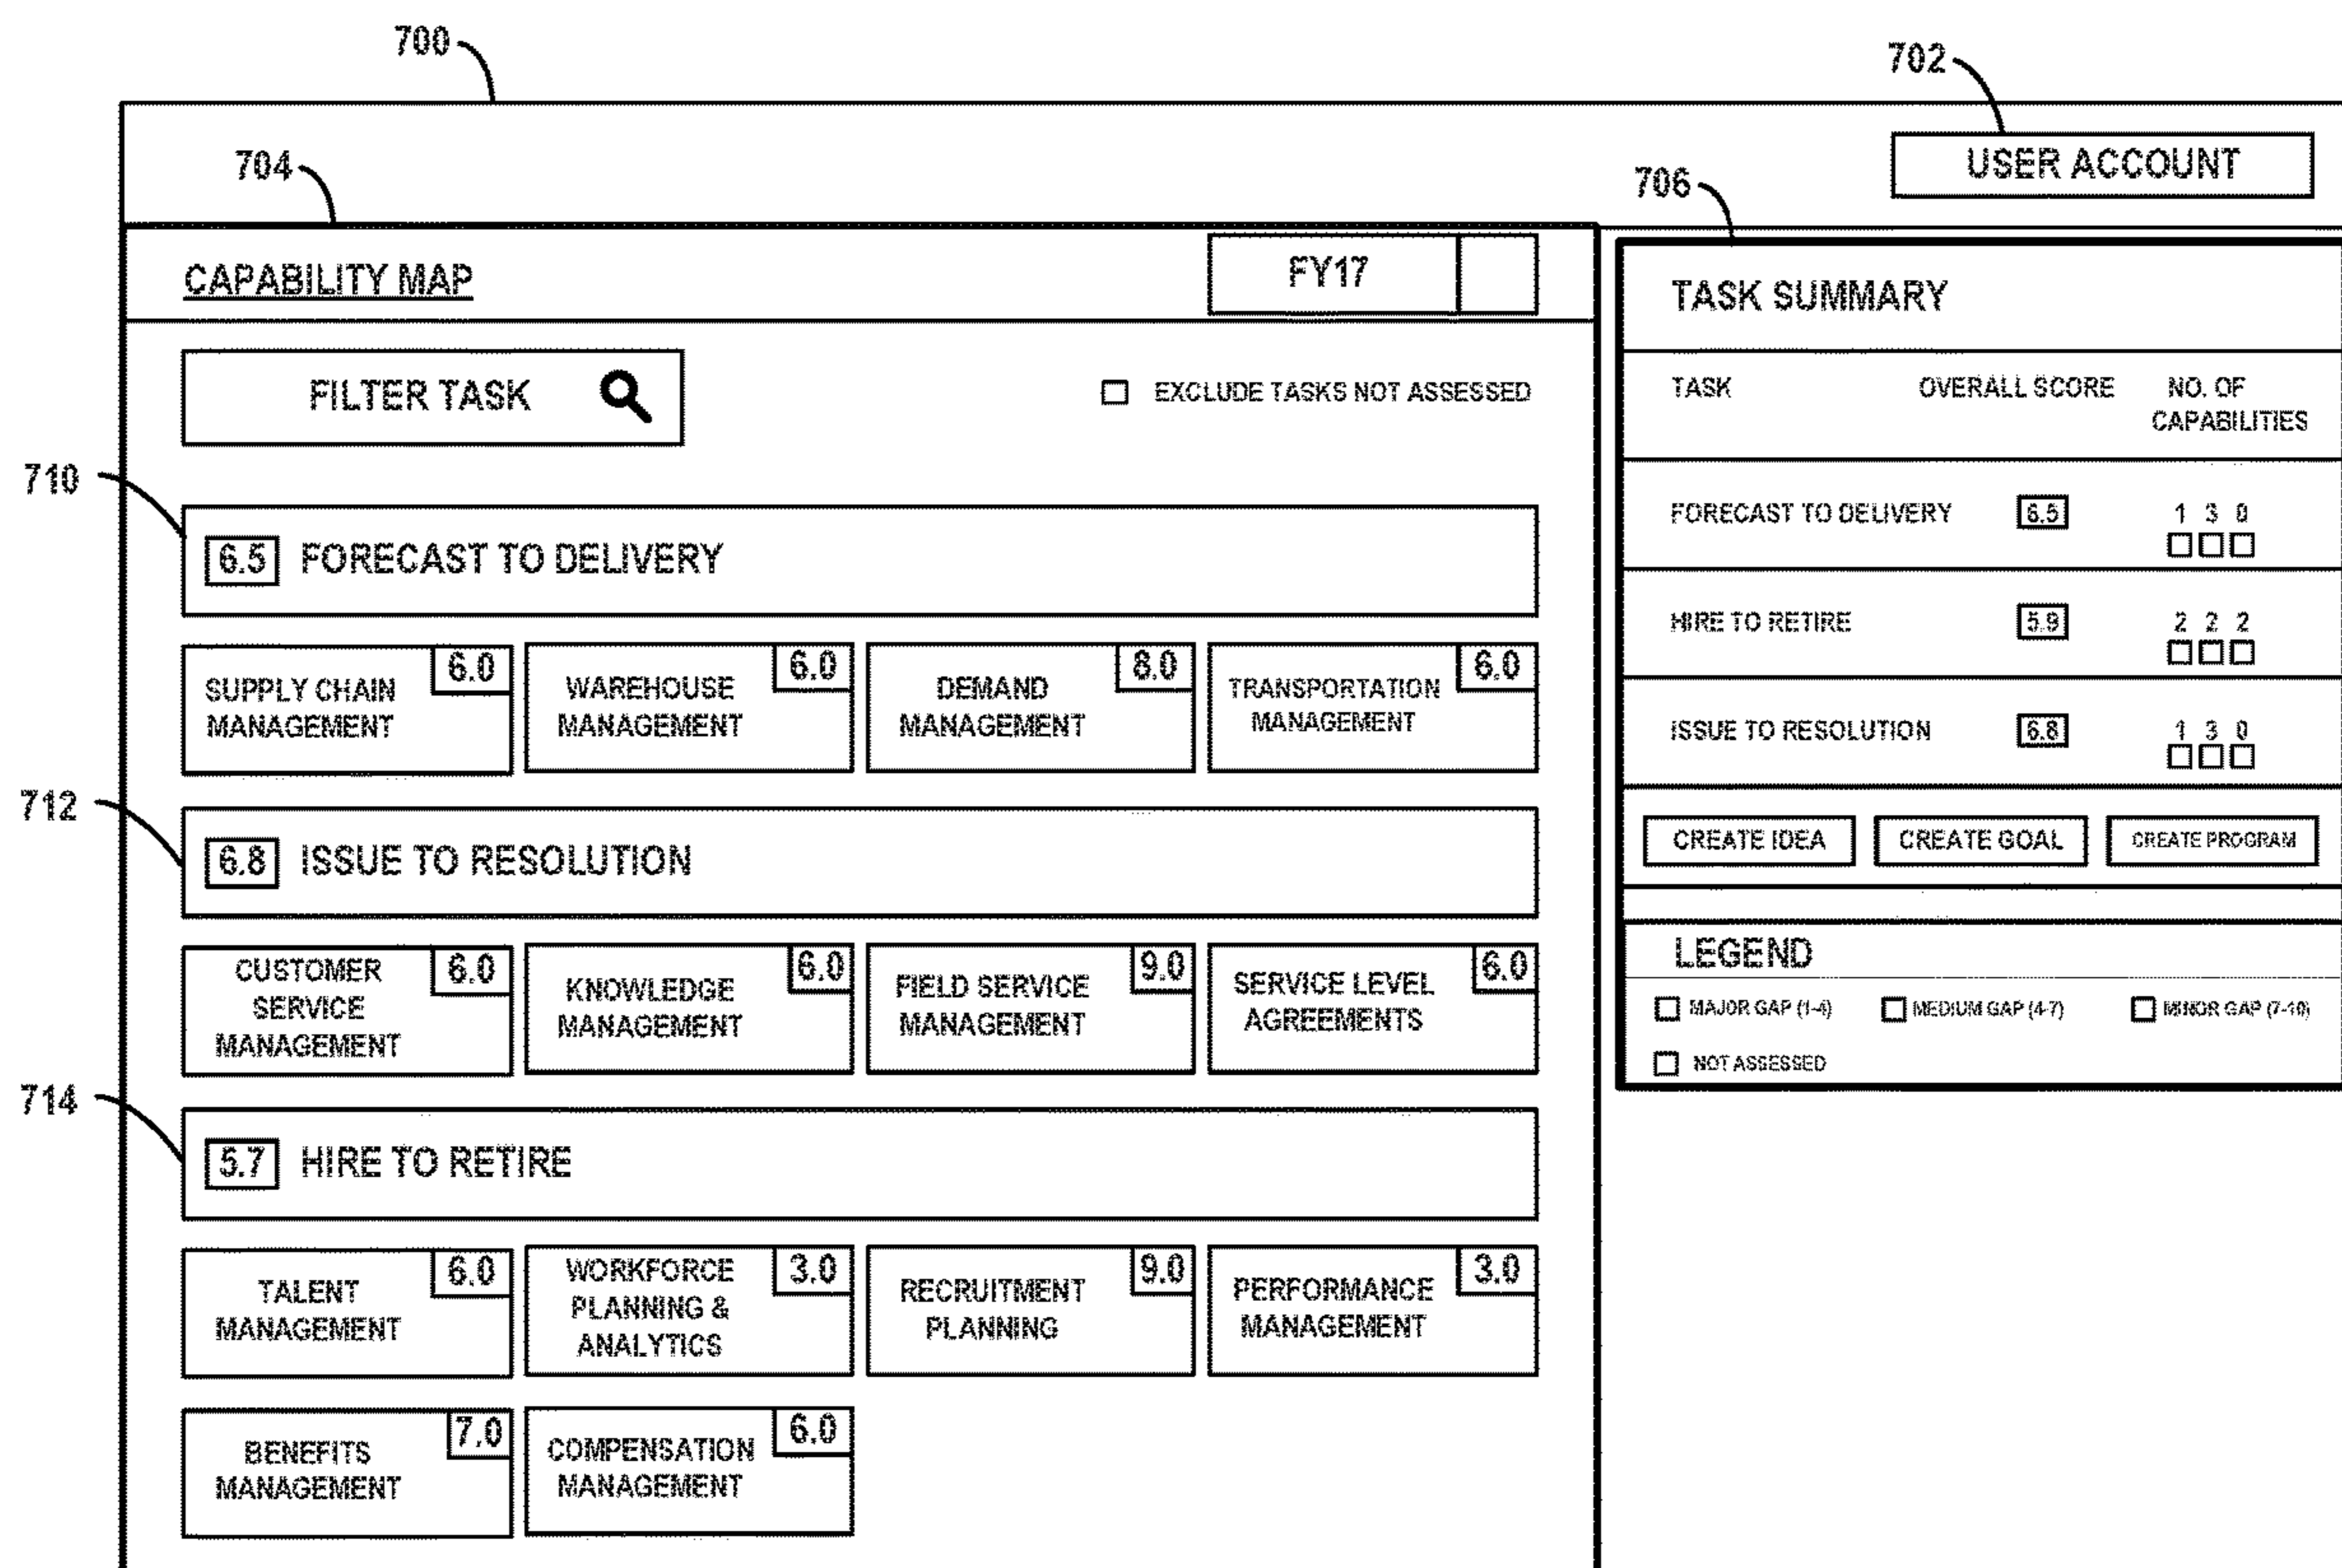 700
702
704
706
USER ACCOUNT
CAPABILITY MAP
FY17
FILTER TASK
EXCLUDE TASKS NOT ASSESSED
710
6.5 FORECAST TO DELIVERY
SUPPLY CHAIN
MANAGEMENT
6.0
WAREHOUSE
MANAGEMENT
6.0
DEMAND
MANAGEMENT
8.0
TRANSPORTATION
MANAGEMENT
6.0
712
6.8 ISSUE TO RESOLUTION
CUSTOMER
SERVICE
MANAGEMENT
6.0
KNOWLEDGE
MANAGEMENT
6.0
FIELD SERVICE
MANAGEMENT
9.0
SERVICE LEVEL
AGREEMENTS
6.0
714
5.7 HIRE TO RETIRE
TALENT
MANAGEMENT
6.0
WORKFORCE
PLANNING &
ANALYTICS
3.0
RECRUITMENT
PLANNING
9.0
PERFORMANCE
MANAGEMENT
3.0
BENEFITS
MANAGEMENT
7.0
COMPENSATION
MANAGEMENT
6.0
TASK SUMMARY
TASK OVERALL SCORE NO. OF
CAPABILITIES
FORECAST TO DELIVERY 6.5 1 3 0
HIRE TO RETIRE 5.9 2 2 2
ISSUE TO RESOLUTION 6.8 1 3 0
CREATE IDEA CREATE GOAL CREATE PROGRAM
LEGEND
MAJOR GAP (1-4) MEDIUM GAP (4-7) MINOR GAP (7-10)
NOT ASSESSED